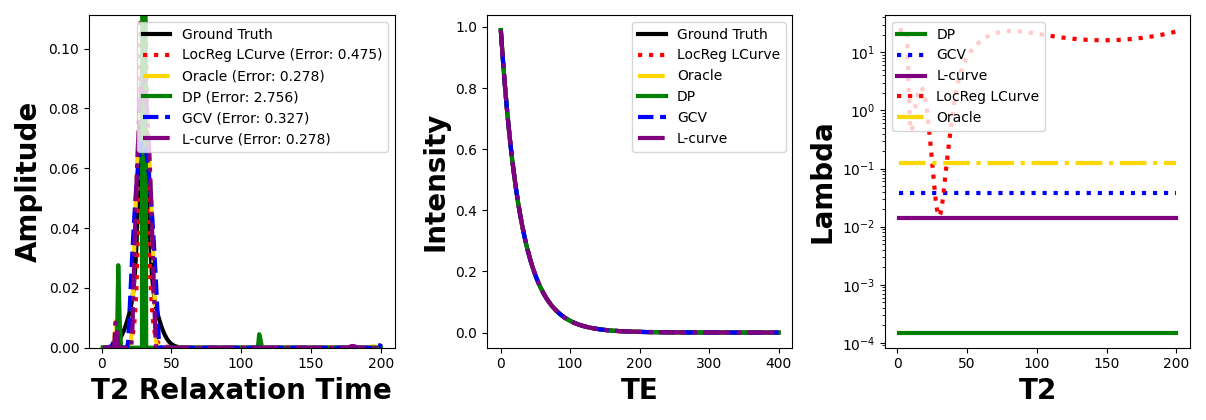 Amplitude
0.10
0.08
0.06
0.04
0.02
0.00
Ground Truth
LocReg LCurve (Error: 0.475)
Oracle (Error: 0.278)
DP (Error: 2.756)
GCV (Error: 0.327)
L-curve (Error: 0.278)
0 50 100 150 200
T2 Relaxation Time
Intensity
1.0
0.8
0.6
0.4
0.2
0.0
Ground Truth
LocReg LCurve
Oracle
DP
GCV
L-curve
0 100 200 300 400
TE
Lambda
10¹
10⁰
10⁻¹
10⁻²
10⁻³
10⁻⁴
DP
GCV
L-curve
LocReg LCurve
Oracle
0 50 100 150 200
T2